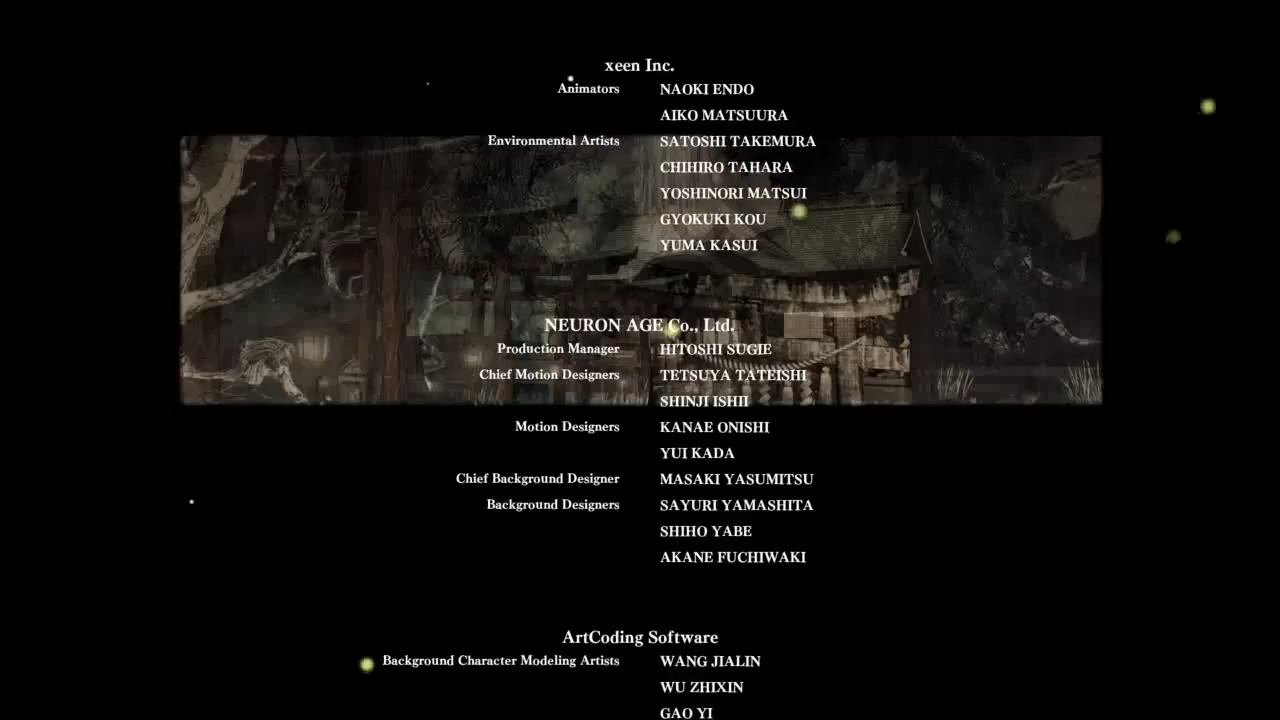 xeen Inc.
Animators NAOKI ENDO
AIKO MATSUURA
Environmental Artists SATOSHI TAKEMURA
CHIHIRO TAHARA
YOSHINORI MATSUI
GYOKUKI KOU
YUMA KASUI
NEURON AGE Co., Ltd.
Production Manager HITOSHI SUGIE
Chief Motion Designers TETSUYA TATEISHI
SHINJI ISHII
Motion Designers KANAE ONISHI
YUI KADA
Chief Background Designer MASAKI YASUMITSU
Background Designers SAYURI YAMASHITA
SHIHO YABE
AKANE FUCHIWAKI
ArtCoding Software
Background Character Modeling Artists WANG JIALIN
WU ZHIXIN
GAO YI